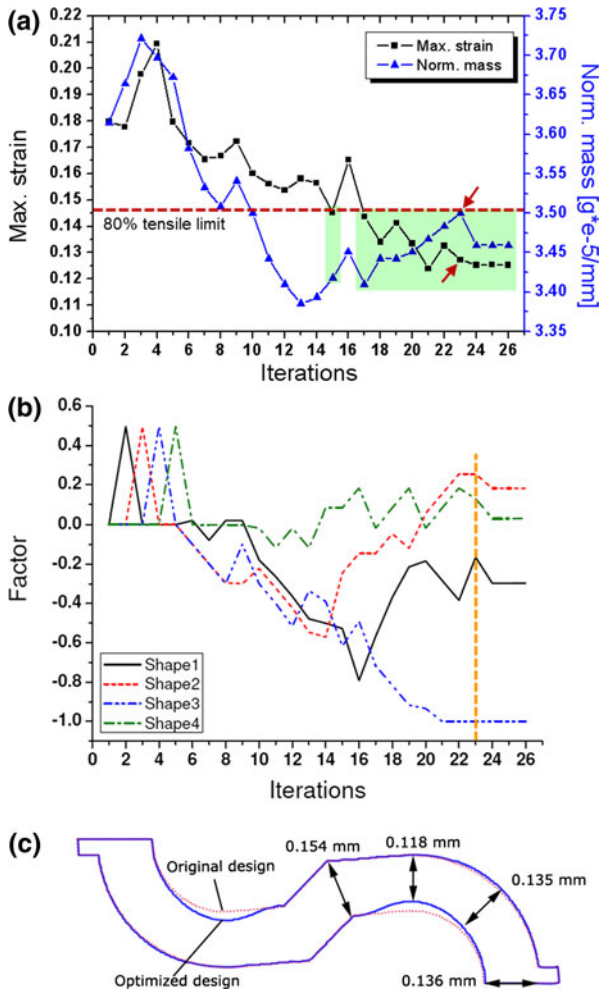 (a)
0.22
0.21
0.20
0.19
0.18
0.17
0.16
0.15
0.14
0.13
0.12
0.11
0.10
Max. strain
Max. strain
Norm. mass
80% tensile limit
3.75
3.70
3.65
3.60
3.55
3.50
3.45
3.40
3.35
Norm. mass [g*e-5/mm]
0 2 4 6 8 10 12 14 16 18 20 22 24 26
Iterations
(b)
0.6
0.4
0.2
0.0
-0.2
-0.4
-0.6
-0.8
-1.0
Factor
Shape1
Shape2
Shape3
Shape4
0 2 4 6 8 10 12 14 16 18 20 22 24 26
Iterations
(c)
0.154 mm
0.118 mm
Original design
0.135 mm
Optimized design
0.136 mm